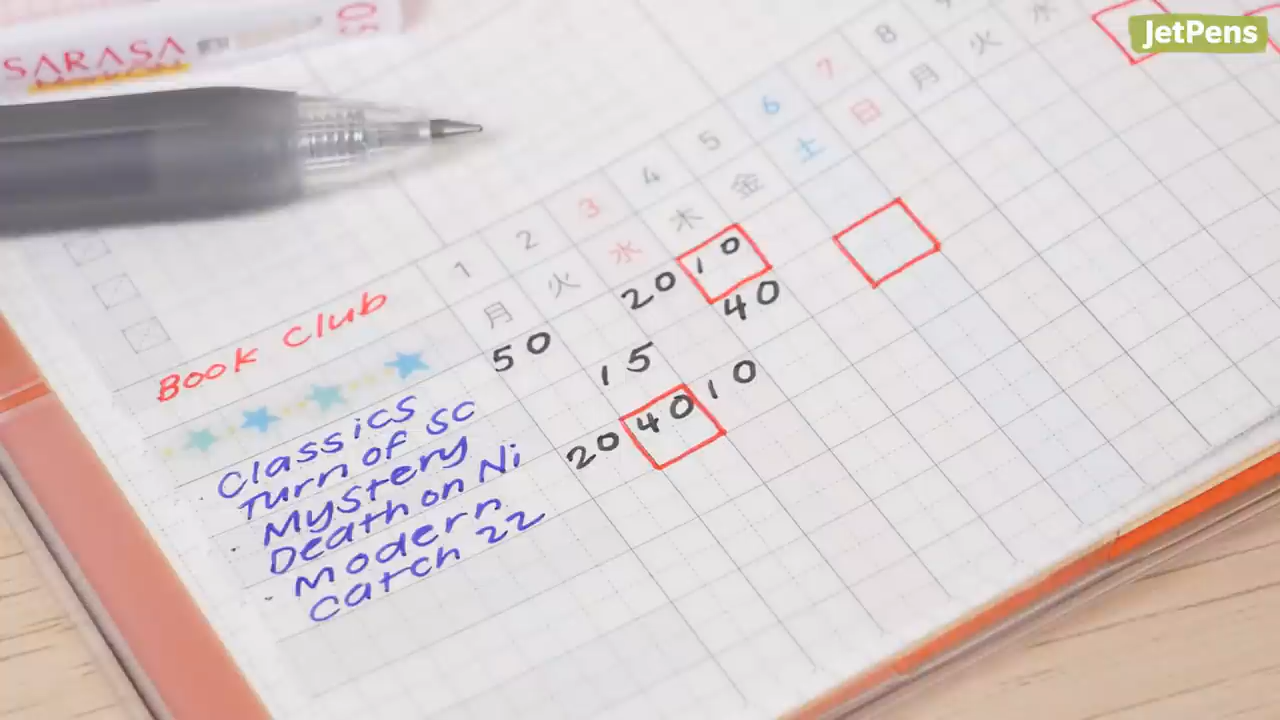 JetPens
SARASA
05
1 2 3 4 5 6 7 8
月 火 水 木 金 土 日 月 火 水
Book Club
Classics
Turn of Sc
Mystery
Death on Ni
Modern
Catch 22
50 20 10
15 40
20 40 10